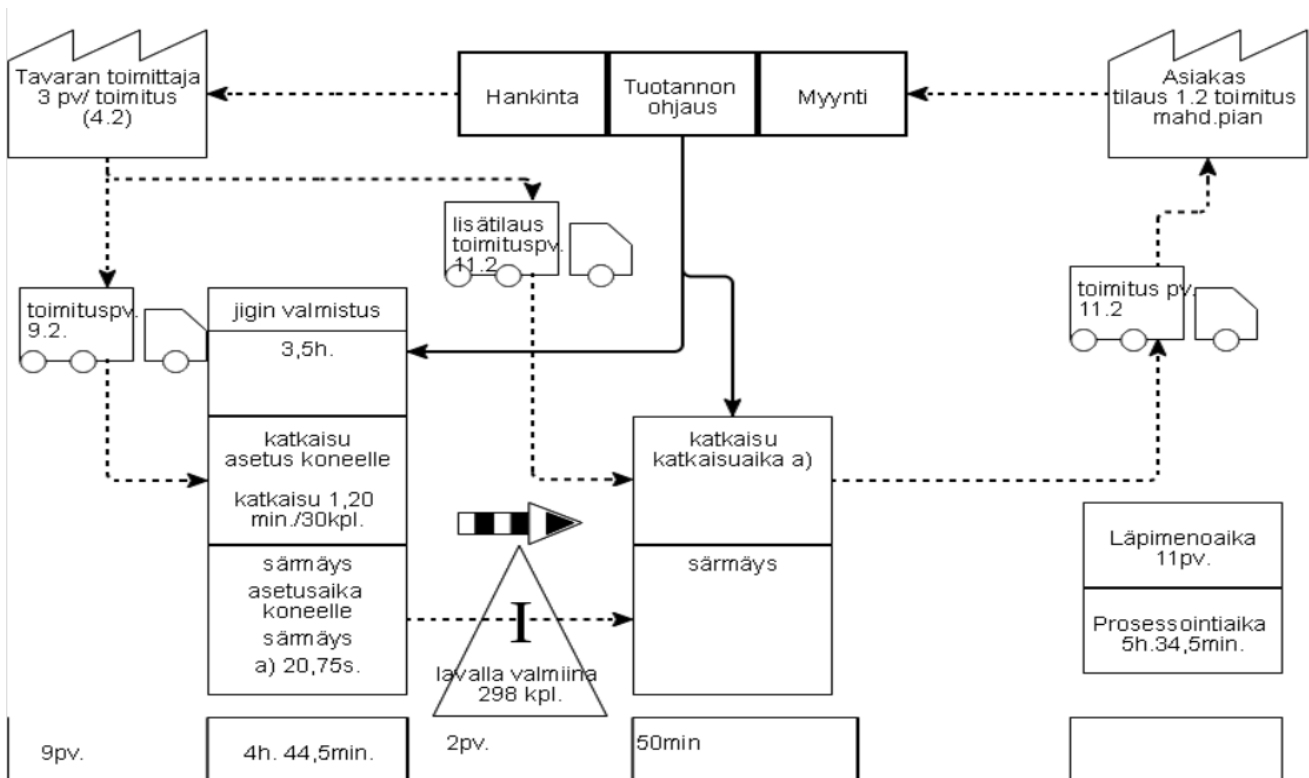 Tavaran toimittaja
3 pv/ toimitus
(4.2)
Hankinta
Tuotannon
ohjaus
Myynti
Asiakas
tilaus 1.2 toimitus
mahd.pian
lisätilaus
toimituspv.
11.2
toimituspv.
9.2.
toimitus pv.
11.2
jigin valmistus
3,5h.
katkaisu
asetus koneelle
katkaisu 1,20
min./30kpl.
särmäys
asetusaika
koneelle
särmäys
a) 20,75s.
I
lavalla valmiina
298 kpl.
katkaisu
katkaisuaika a)
särmäys
Läpimenoaika
11pv.
Prosessointiaika
5h.34,5min.
9pv.
4h. 44,5min.
2pv.
50min